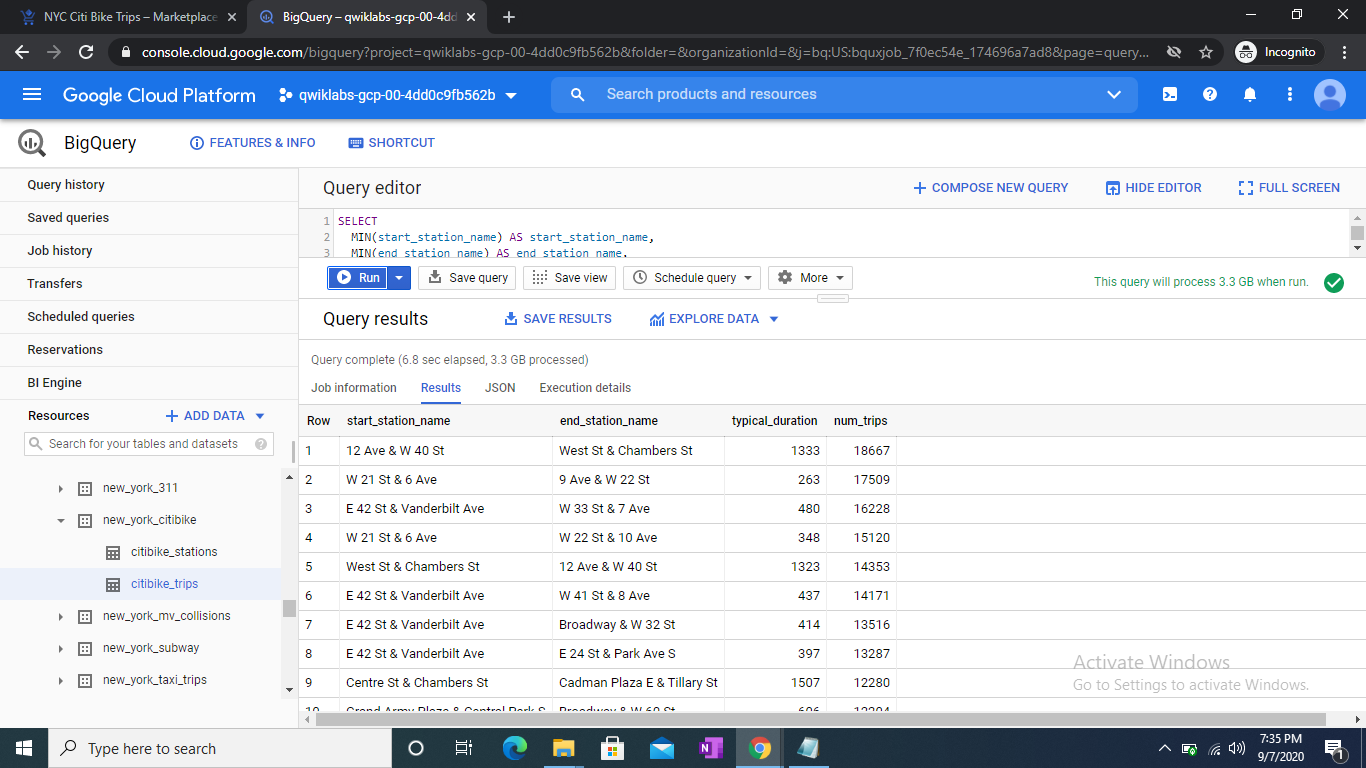 NYC Citi Bike Trips – Marketplace
BigQuery – qwiklabs-gcp-00-4dd
console.cloud.google.com/bigquery?project=qwiklabs-gcp-00-4dd0c9fb562b&folder=&organizationId=&j=bq:US:bquxjob_7f0ec54e_174696a7ad8&page=query...
Incognito
Google Cloud Platform
qwiklabs-gcp-00-4dd0c9fb562b
Search products and resources
BigQuery
FEATURES & INFO
SHORTCUT
Query history
Saved queries
Job history
Transfers
Scheduled queries
Reservations
BI Engine
Resources
ADD DATA
Search for your tables and datasets
new_york_311
new_york_citibike
citibike_stations
citibike_trips
new_york_mv_collisions
new_york_subway
new_york_taxi_trips
Query editor
COMPOSE NEW QUERY
HIDE EDITOR
FULL SCREEN
1 SELECT
2 MIN(start_station_name) AS start_station_name,
3 MIN(end_station_name) AS end_station_name,
Run
Save query
Save view
Schedule query
More
This query will process 3.3 GB when run.
Query results
SAVE RESULTS
EXPLORE DATA
Query complete (6.8 sec elapsed, 3.3 GB processed)
Job information
Results
JSON
Execution details
Row start_station_name end_station_name typical_duration num_trips
1 12 Ave & W 40 St West St & Chambers St 1333 18667
2 W 21 St & 6 Ave 9 Ave & W 22 St 263 17509
3 E 42 St & Vanderbilt Ave W 33 St & 7 Ave 480 16228
4 W 21 St & 6 Ave W 22 St & 10 Ave 348 15120
5 West St & Chambers St 12 Ave & W 40 St 1323 14353
6 E 42 St & Vanderbilt Ave W 41 St & 8 Ave 437 14171
7 E 42 St & Vanderbilt Ave Broadway & W 32 St 414 13516
8 E 42 St & Vanderbilt Ave E 24 St & Park Ave S 397 13287
9 Centre St & Chambers St Cadman Plaza E & Tillary St 1507 12280
10 Grand Army Plaza & Central Park S Broadway & W 60 St
Activate Windows
Go to Settings to activate Windows.
Type here to search
7:35 PM
9/7/2020
1